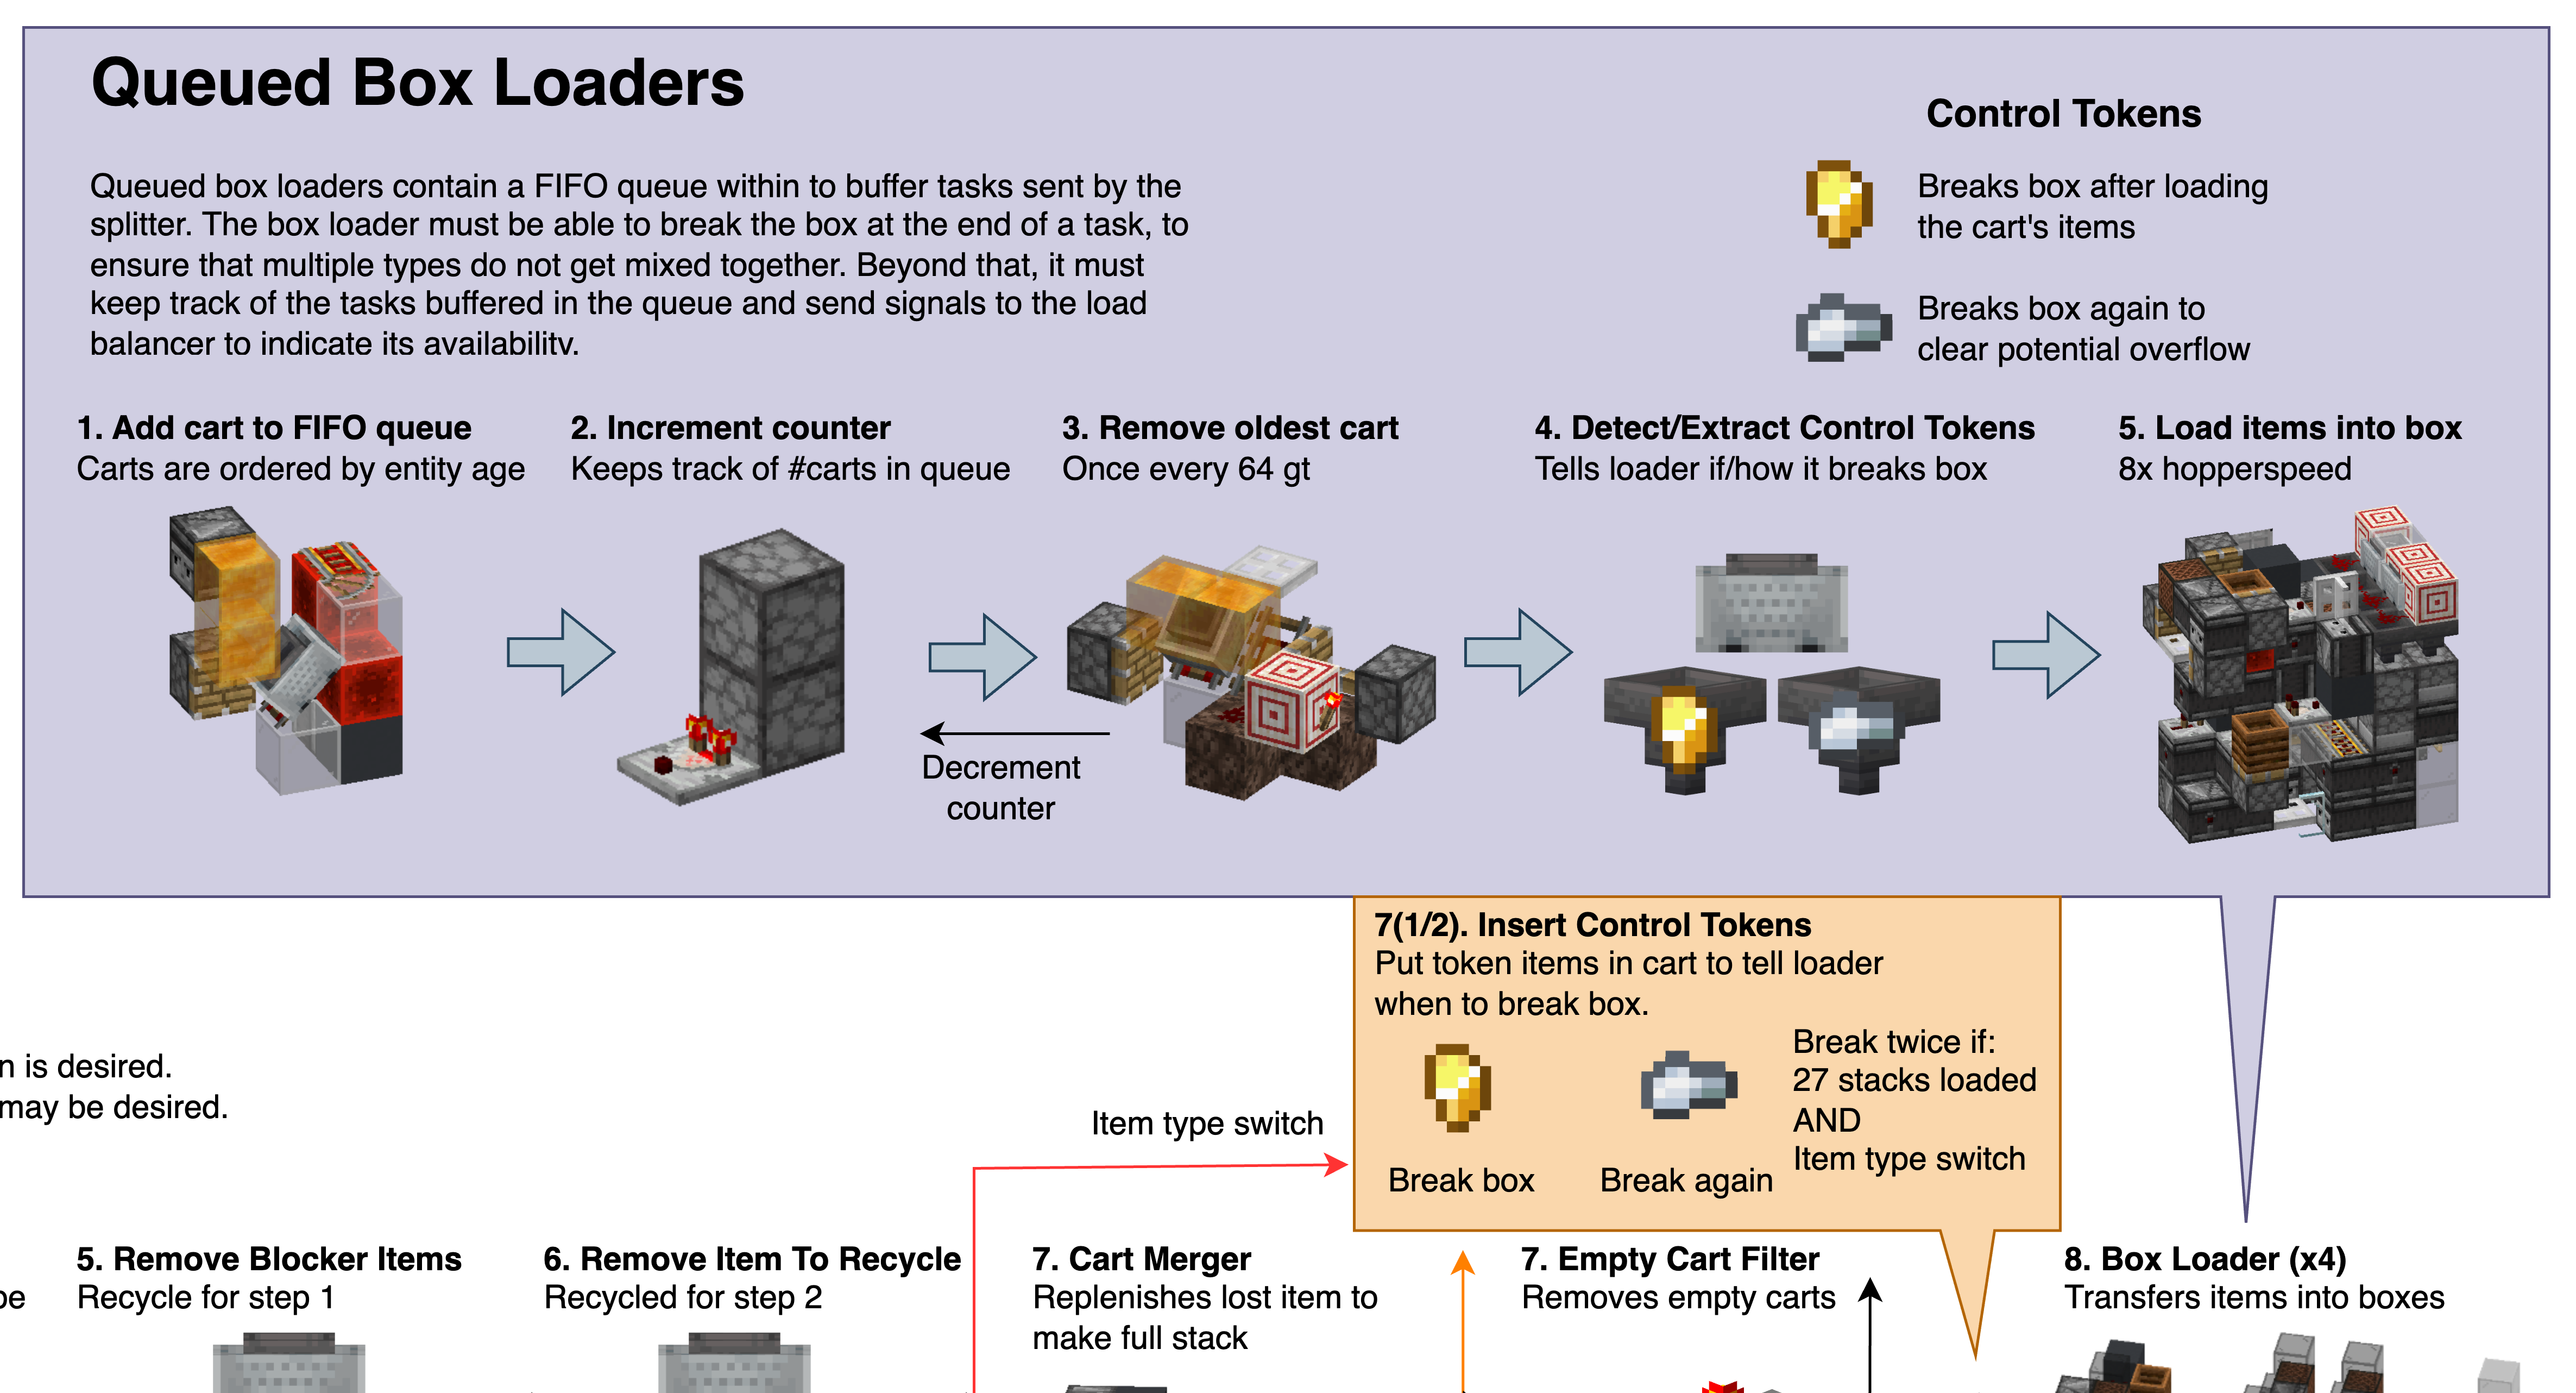 Queued Box Loaders
Queued box loaders contain a FIFO queue within to buffer tasks sent by the
splitter. The box loader must be able to break the box at the end of a task, to
ensure that multiple types do not get mixed together. Beyond that, it must
keep track of the tasks buffered in the queue and send signals to the load
balancer to indicate its availability.
Control Tokens
Breaks box after loading
the cart's items
Breaks box again to
clear potential overflow
1. Add cart to FIFO queue
Carts are ordered by entity age
2. Increment counter
Keeps track of #carts in queue
3. Remove oldest cart
Once every 64 gt
4. Detect/Extract Control Tokens
Tells loader if/how it breaks box
5. Load items into box
8x hopperspeed
Decrement
counter
7(1/2). Insert Control Tokens
Put token items in cart to tell loader
when to break box.
Break box
Break again
Break twice if:
27 stacks loaded
AND
Item type switch
n is desired.
may be desired.
Item type switch
5. Remove Blocker Items
Recycle for step 1
6. Remove Item To Recycle
Recycled for step 2
7. Cart Merger
Replenishes lost item to
make full stack
7. Empty Cart Filter
Removes empty carts
8. Box Loader (x4)
Transfers items into boxes